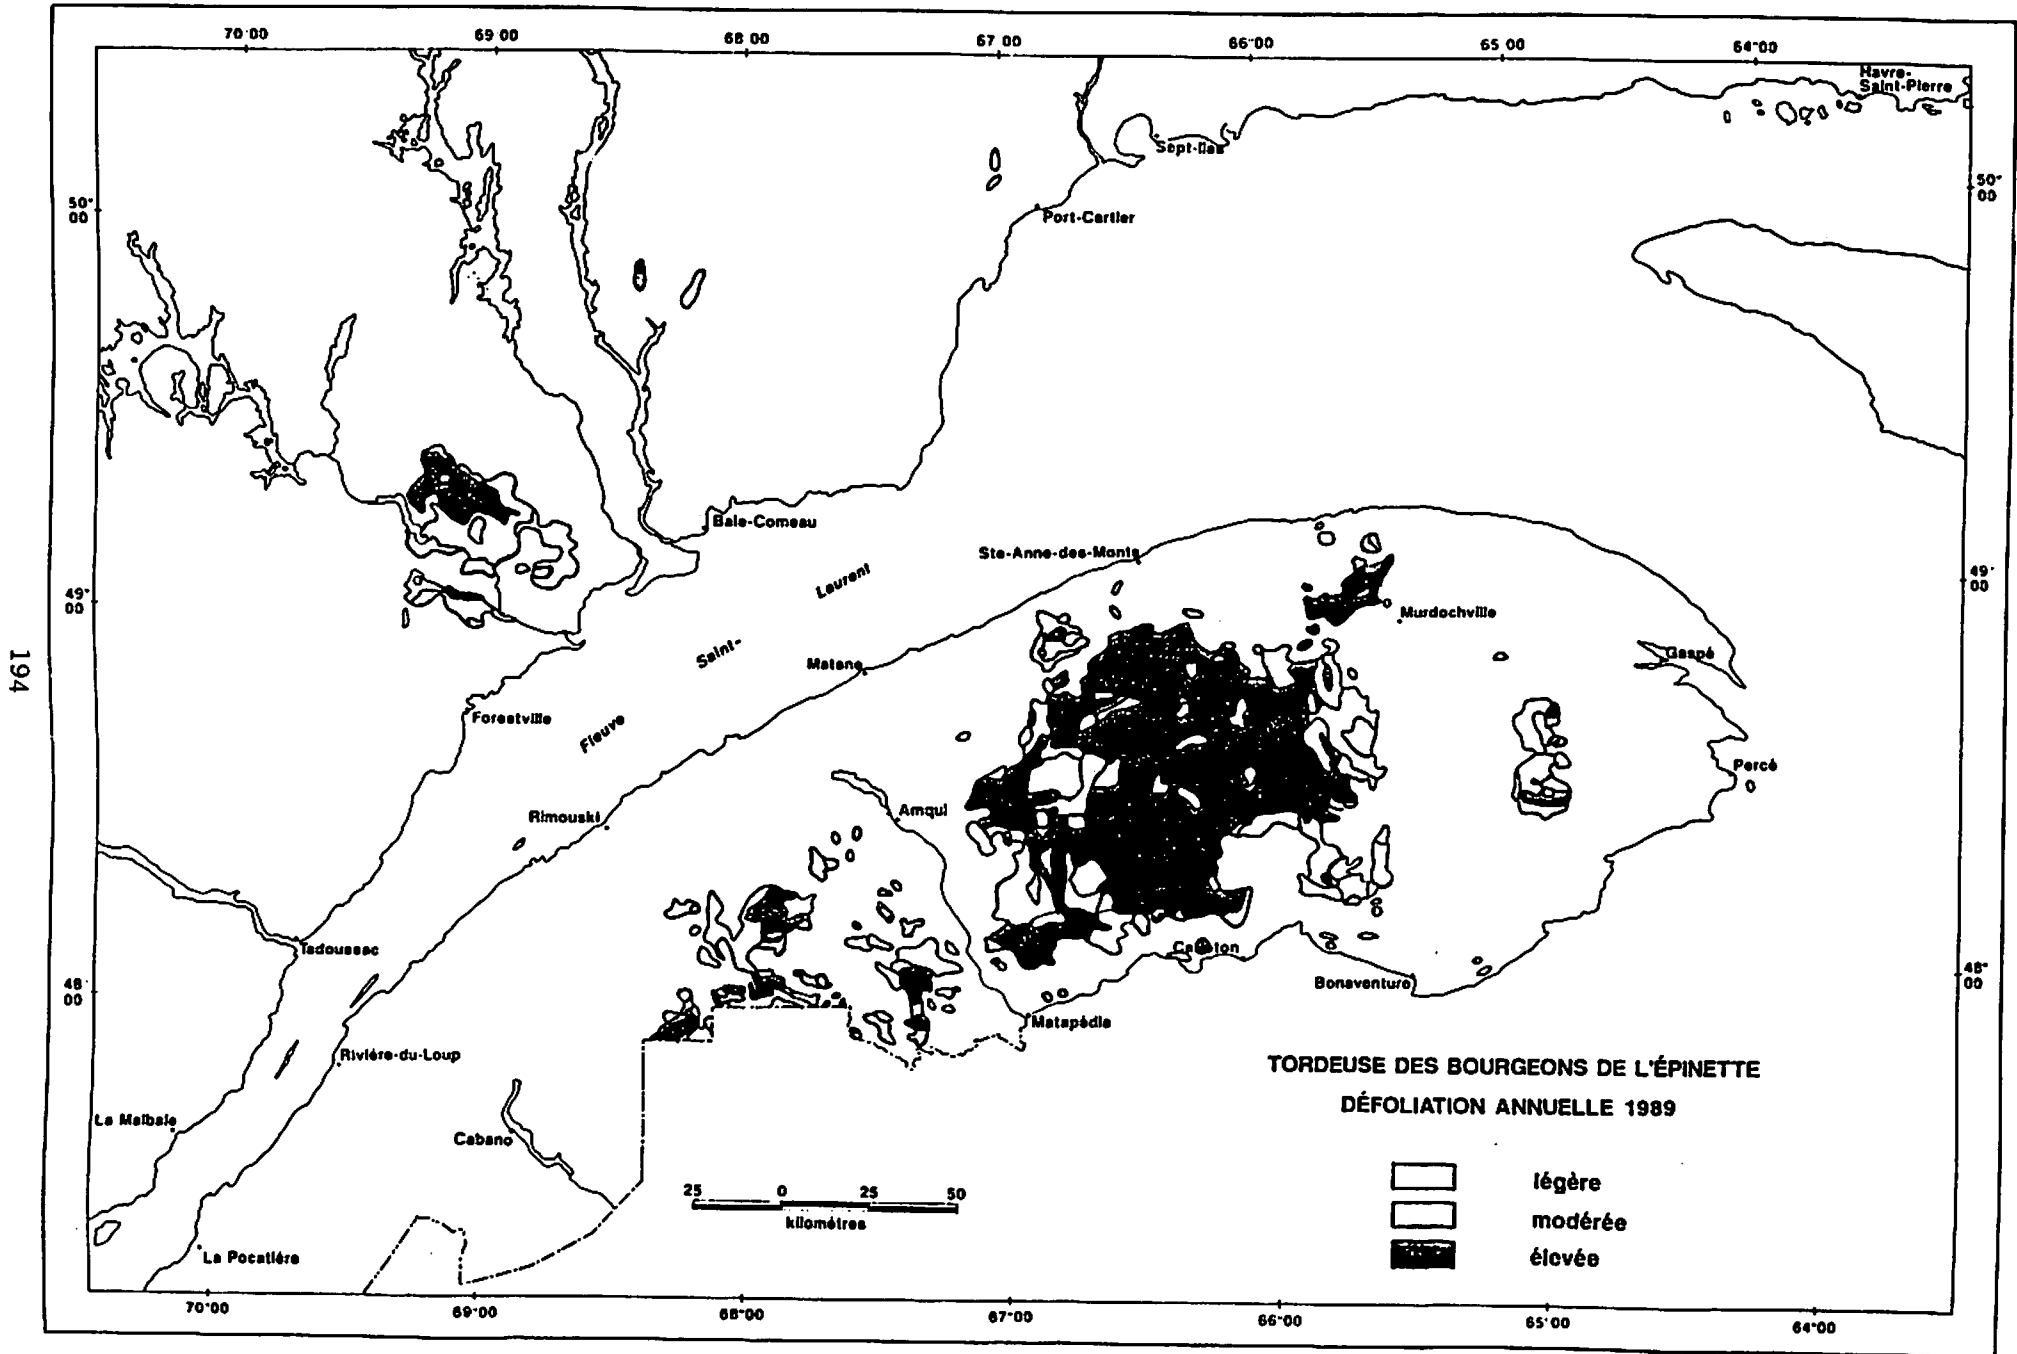 70°00 69 00 68 00 67 00 66°00 65 00 64°00
Havre-
Saint-Pierre
Sept-Iles
50°
00
50°
00
Port-Cartier
Baie-Comeau
Ste-Anne-des-Monts
49°
00
49°
00
Laurent
Murdochville
Saint-
Gaspé
Matane
194
Forestville
Fleuve
Percé
Rimouski
Amqui
Tadoussac
Bonaventure
48°
00
48°
00
Matapédia
Rivière-du-Loup
TORDEUSE DES BOURGEONS DE L'ÉPINETTE
DÉFOLIATION ANNUELLE 1989
La Malbaie
Cabano
25 0 25 50
kilomètres
légère
modérée
élevée
La Pocatière
70°00 69°00 68°00 67°00 66°00 65°00 64°00